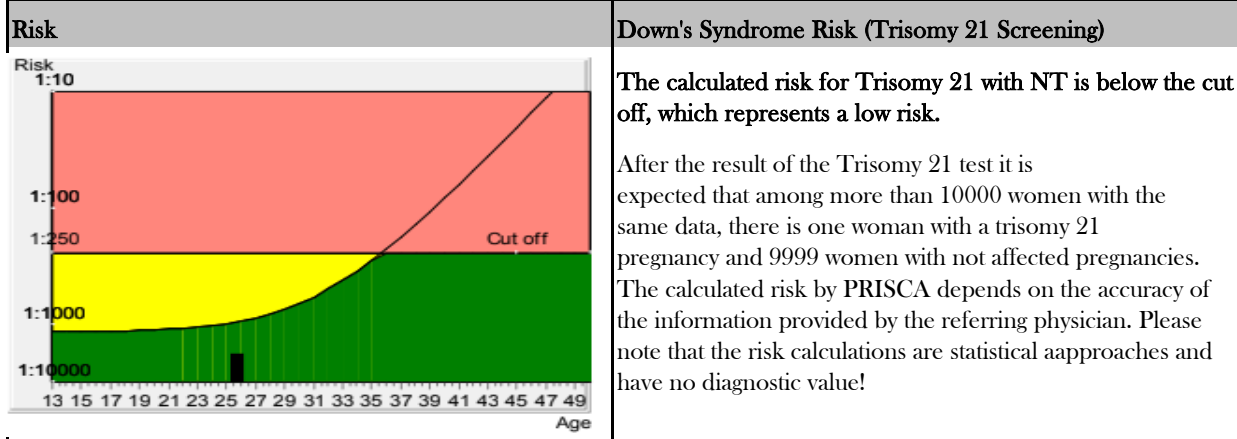 Risk
Down's Syndrome Risk (Trisomy 21 Screening)
Risk
1:10
1:100
1:250
Cut off
1:1000
1:10000
13 15 17 19 21 23 25 27 29 31 33 35 37 39 41 43 45 47 49
Age
The calculated risk for Trisomy 21 with NT is below the cut
off, which represents a low risk.
After the result of the Trisomy 21 test it is
expected that among more than 10000 women with the
same data, there is one woman with a trisomy 21
pregnancy and 9999 women with not affected pregnancies.
The calculated risk by PRISCA depends on the accuracy of
the information provided by the referring physician. Please
note that the risk calculations are statistical aapproaches and
have no diagnostic value!